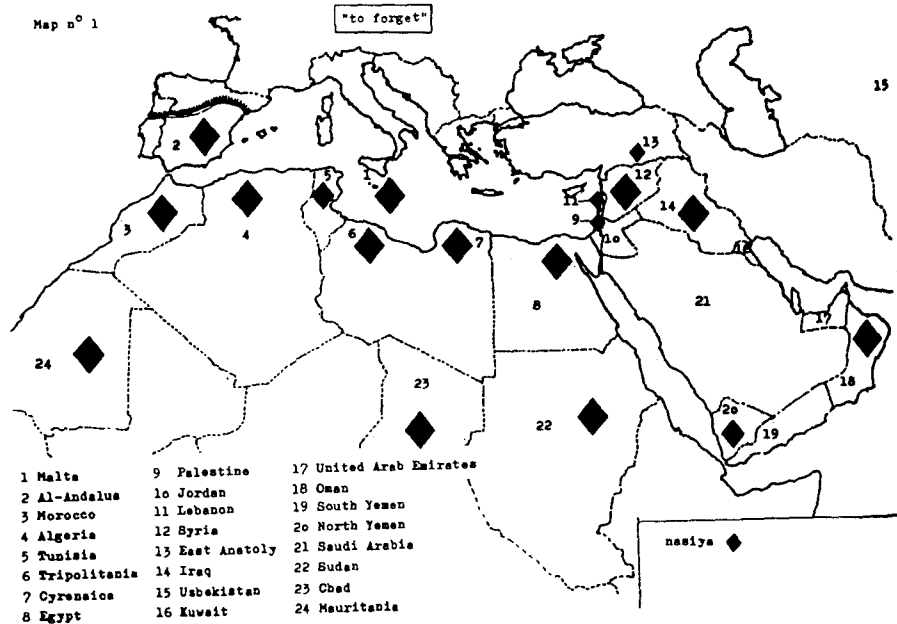 Map nº 1
"to forget"
15
13
2
5
1
12
11
14
3
9
10
4
6
7
16
8
21
17
24
23
18
20
22
19
1 Malta
2 Al-Andalus
3 Morocco
4 Algeria
5 Tunisia
6 Tripolitania
7 Cyrenaica
8 Egypt
9 Palestine
1o Jordan
11 Lebanon
12 Syria
13 East Anatoly
14 Iraq
15 Usbekistan
16 Kuwait
17 United Arab Emirates
18 Oman
19 South Yemen
2o North Yemen
21 Saudi Arabia
22 Sudan
23 Chad
24 Mauritania
nasiya